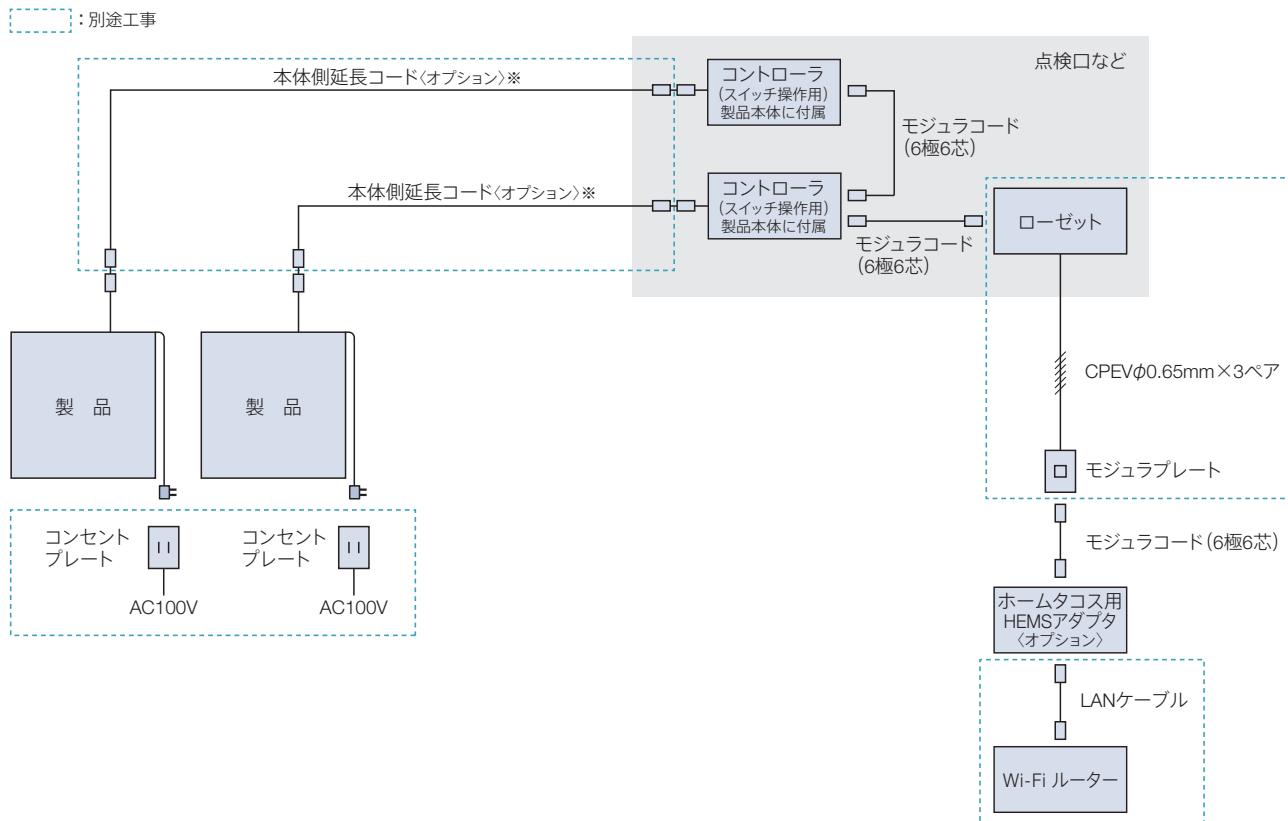 ：別途工事
点検口など
本体側延長コード〈オプション〉※
コントローラ
(スイッチ操作用)
製品本体に付属
モジュラコード
(6極6芯)
本体側延長コード〈オプション〉※
コントローラ
(スイッチ操作用)
製品本体に付属
モジュラコード
(6極6芯)
ローゼット
CPEVφ0.65mm×3ペア
製　品
製　品
モジュラプレート
コンセント
プレート
AC100V
コンセント
プレート
AC100V
モジュラコード(6極6芯)
ホームタコス用
HEMSアダプタ
〈オプション〉
LANケーブル
Wi-Fi ルーター